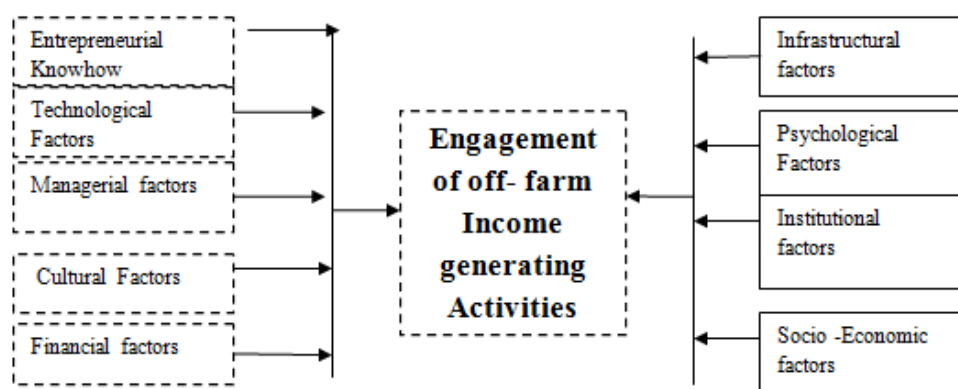 Entrepreneurial
Knowhow
Technological
Factors
Managerial factors
Cultural Factors
Financial factors
Engagement
of off- farm
Income
generating
Activities
Infrastructural
factors
Psychological
Factors
Institutional
factors
Socio -Economic
factors